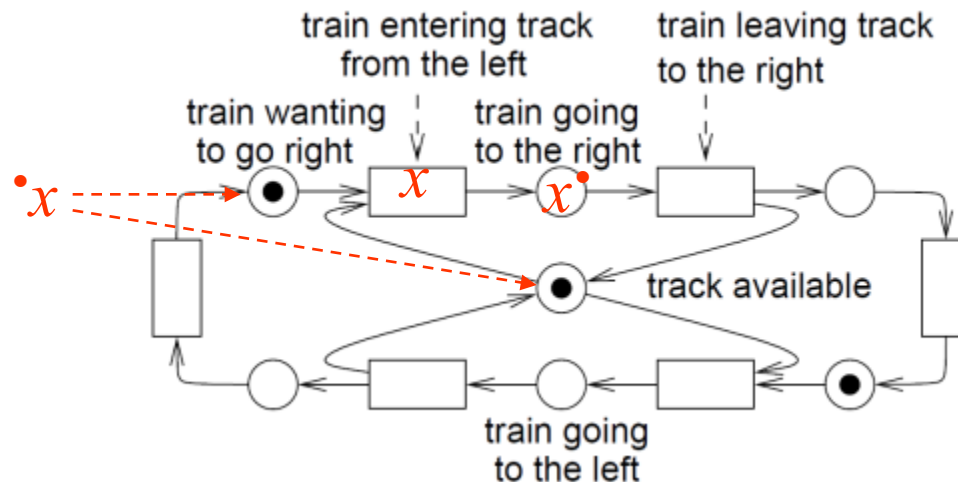 train entering track
from the left
train leaving track
to the right
train wanting
to go right
train going
to the right
•x
x
x•
track available
train going
to the left